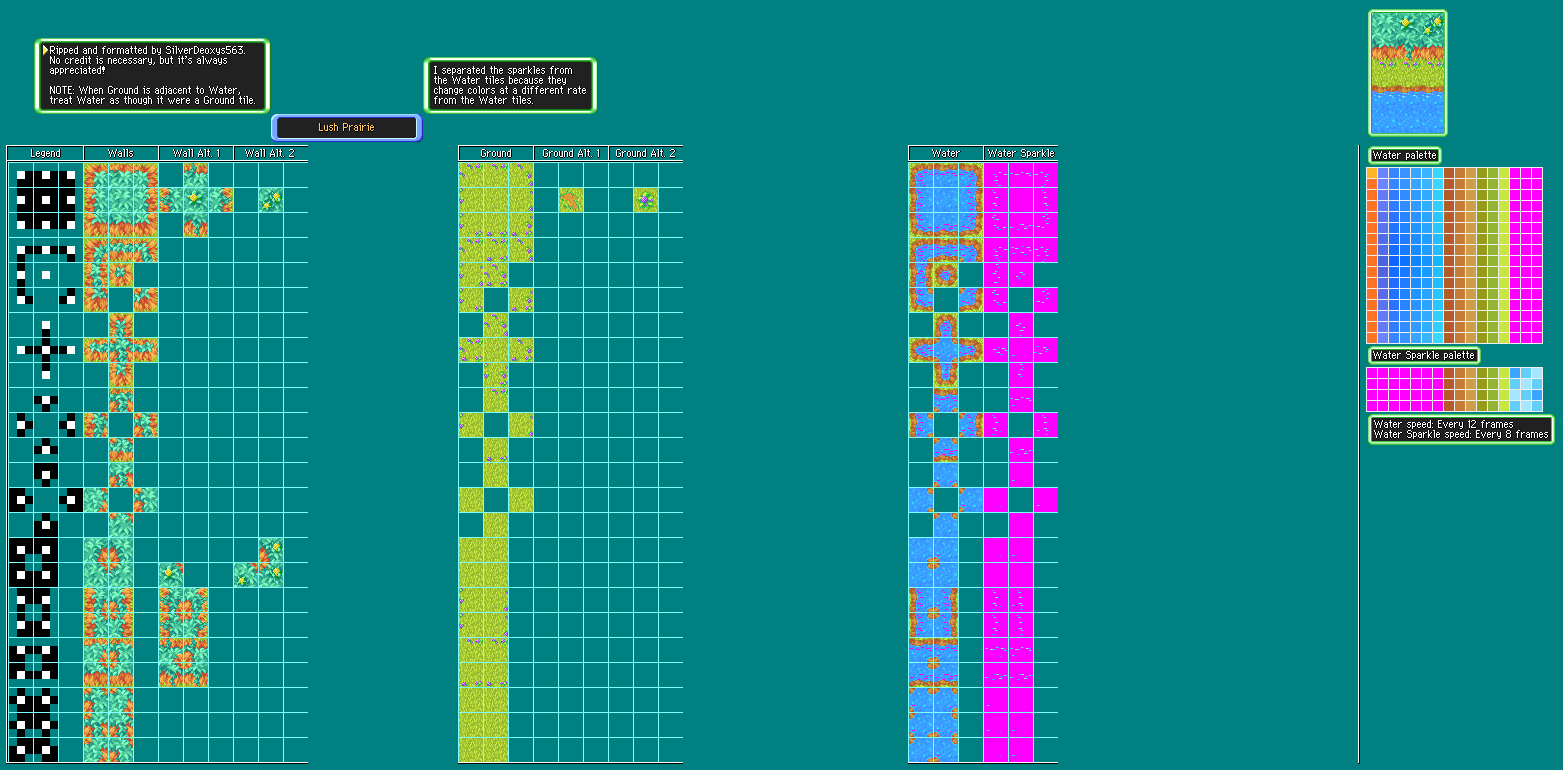 Ripped and formatted by SilverDeoxys563.
No credit is necessary, but it's always
appreciated!
NOTE: When Ground is adjacent to Water,
treat Water as though it were a Ground tile.
I separated the sparkles from
the Water tiles because they
change colors at a different rate
from the Water tiles.
Lush Prairie
Legend
Walls
Wall Alt. 1
Wall Alt. 2
Ground
Ground Alt. 1
Ground Alt. 2
Water
Water Sparkle
Water palette
Water Sparkle palette
Water speed: Every 12 frames
Water Sparkle speed: Every 8 frames